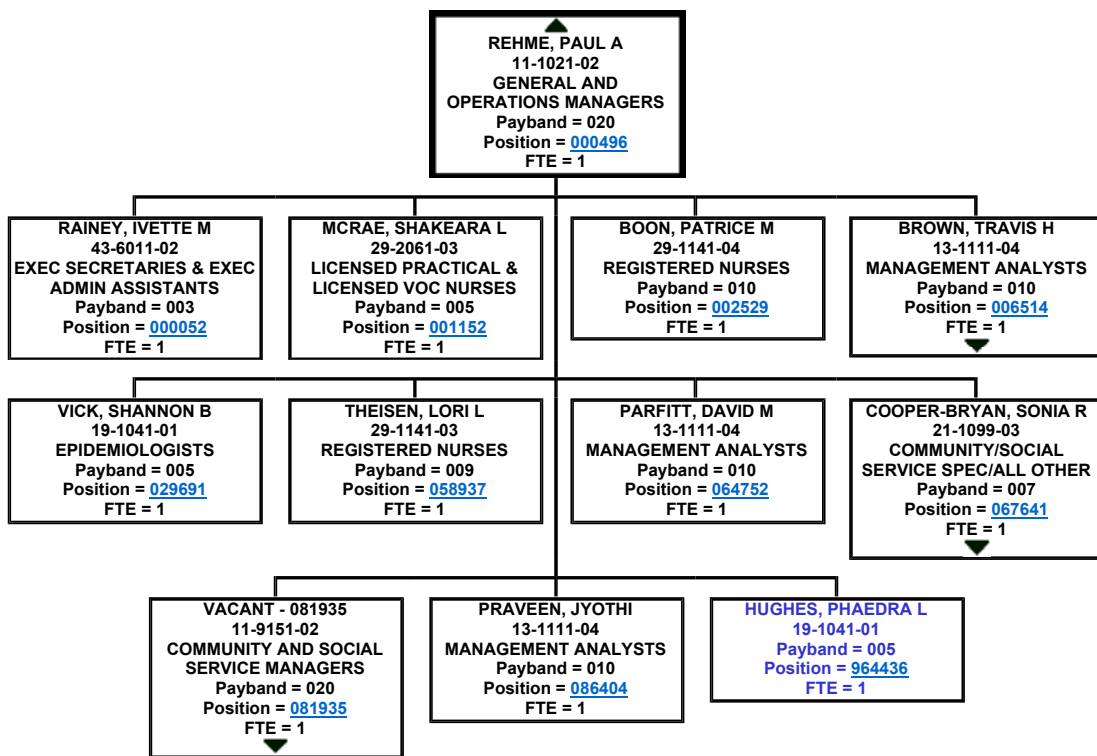 REHME, PAUL A
11-1021-02
GENERAL AND
OPERATIONS MANAGERS
Payband = 020
Position = 000496
FTE = 1
RAINEY, IVETTE M
43-6011-02
EXEC SECRETARIES & EXEC
ADMIN ASSISTANTS
Payband = 003
Position = 000052
FTE = 1
MCRAE, SHAKEARA L
29-2061-03
LICENSED PRACTICAL &
LICENSED VOC NURSES
Payband = 005
Position = 001152
FTE = 1
BOON, PATRICE M
29-1141-04
REGISTERED NURSES
Payband = 010
Position = 002529
FTE = 1
BROWN, TRAVIS H
13-1111-04
MANAGEMENT ANALYSTS
Payband = 010
Position = 006514
FTE = 1
VICK, SHANNON B
19-1041-01
EPIDEMIOLOGISTS
Payband = 005
Position = 029691
FTE = 1
THEISEN, LORI L
29-1141-03
REGISTERED NURSES
Payband = 009
Position = 058937
FTE = 1
PARFITT, DAVID M
13-1111-04
MANAGEMENT ANALYSTS
Payband = 010
Position = 064752
FTE = 1
COOPER-BRYAN, SONIA R
21-1099-03
COMMUNITY/SOCIAL
SERVICE SPEC/ALL OTHER
Payband = 007
Position = 067641
FTE = 1
VACANT - 081935
11-9151-02
COMMUNITY AND SOCIAL
SERVICE MANAGERS
Payband = 020
Position = 081935
FTE = 1
PRAVEEN, JYOTHI
13-1111-04
MANAGEMENT ANALYSTS
Payband = 010
Position = 086404
FTE = 1
HUGHES, PHAEDRA L
19-1041-01
Payband = 005
Position = 964436
FTE = 1